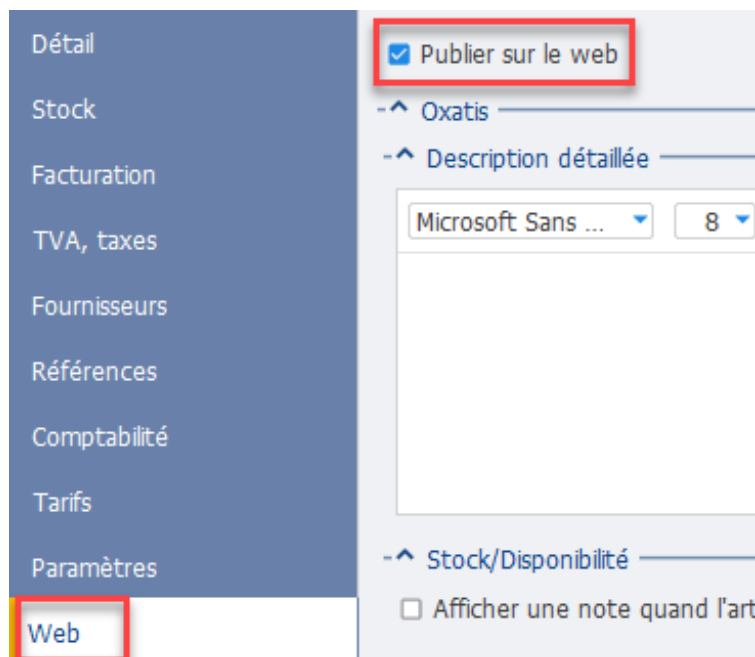 Détail
Stock
Facturation
TVA, taxes
Fournisseurs
Références
Comptabilité
Tarifs
Paramètres
Web
Publier sur le web
Oxatis
Description détaillée
Microsoft Sans ... 8
Stock/Disponibilité
Afficher une note quand l'art